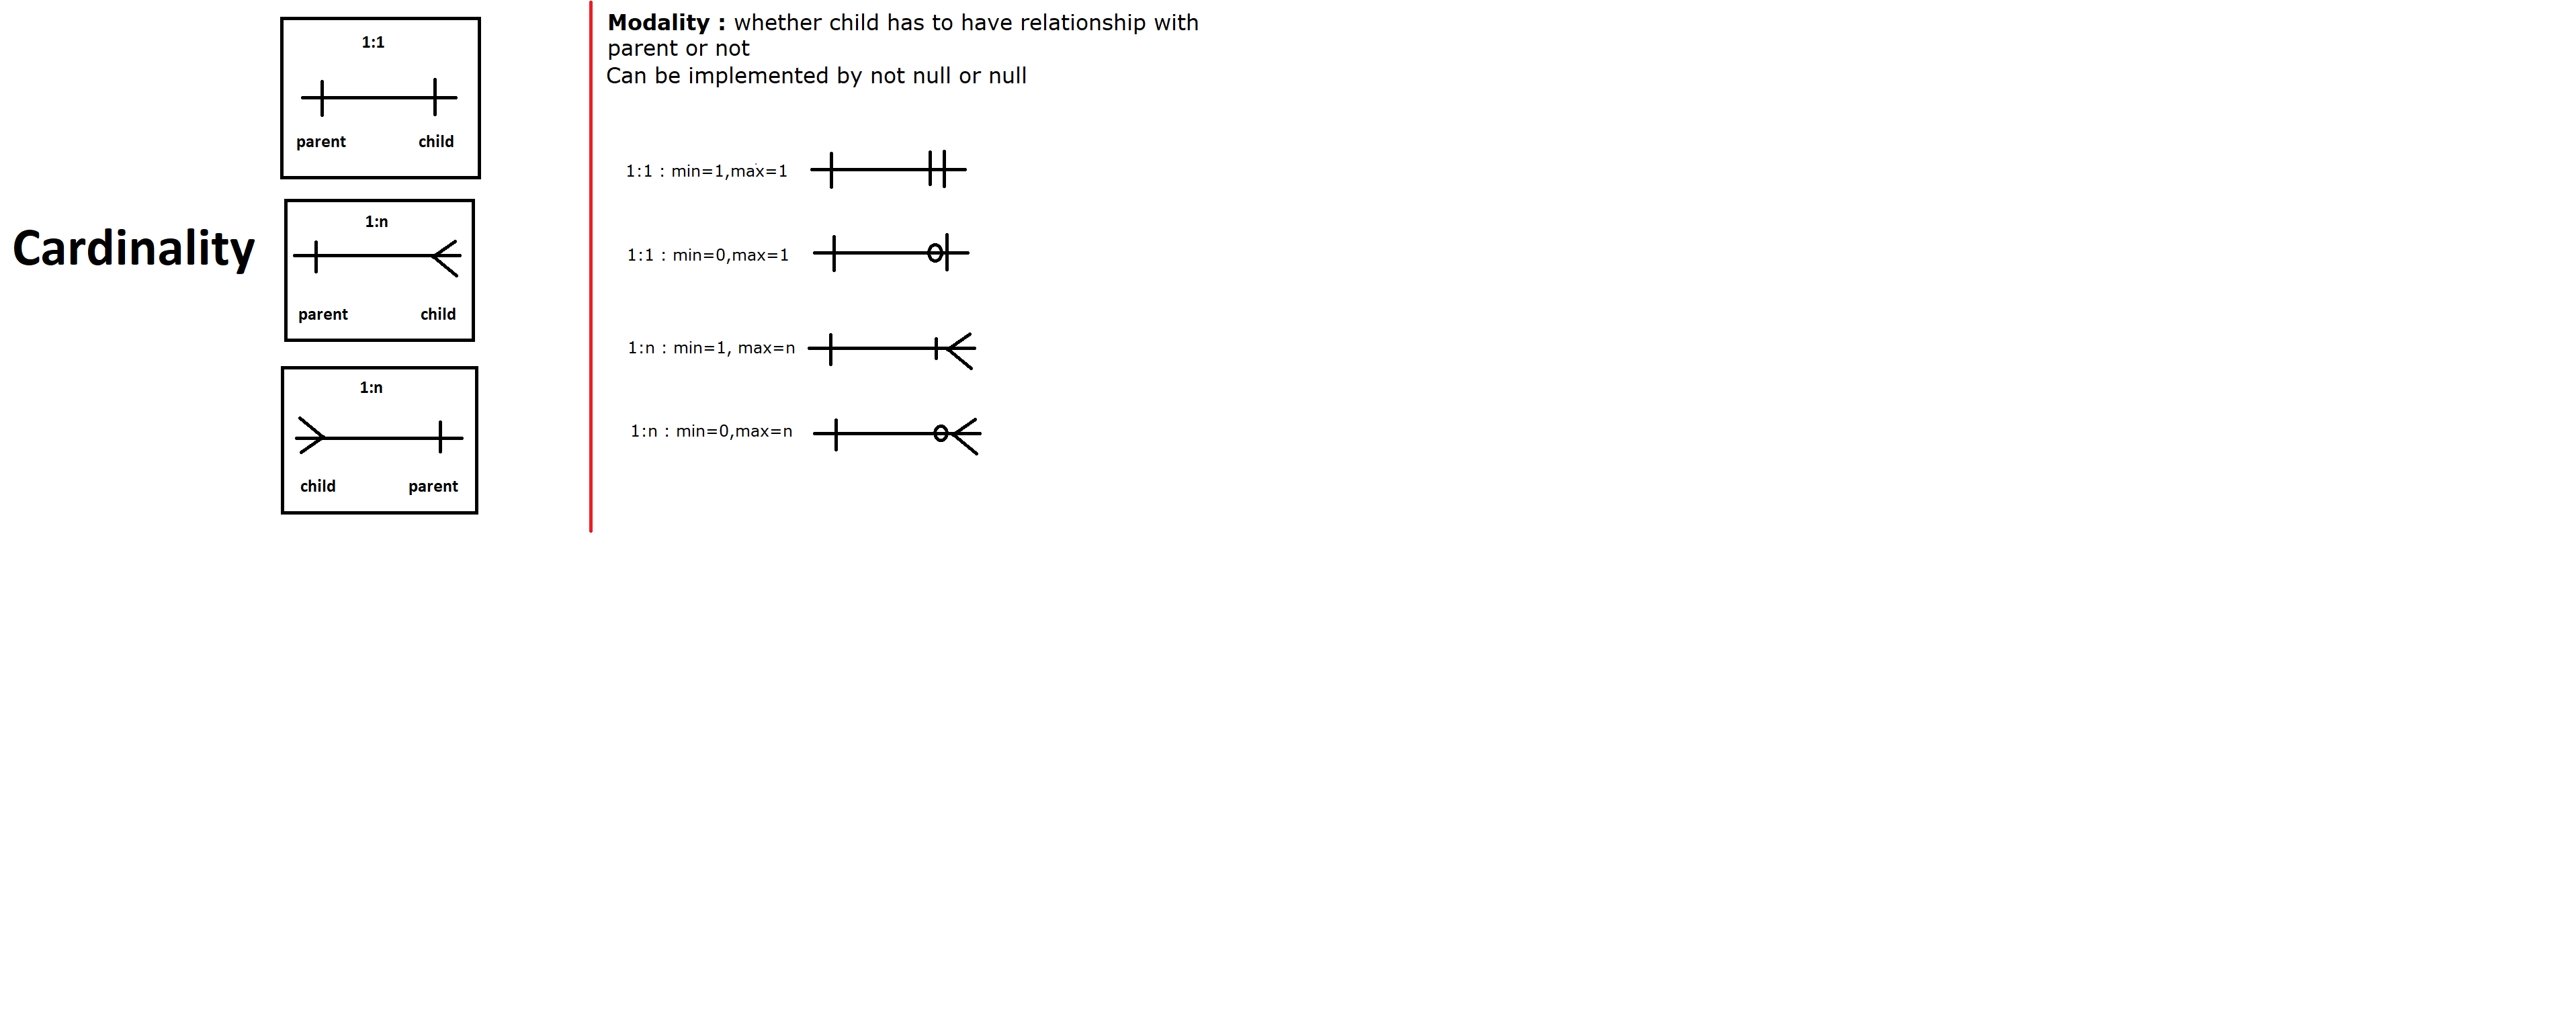 Cardinality
1:1
parent child
1:n
parent child
1:n
child parent
Modality : whether child has to have relationship with
parent or not
Can be implemented by not null or null
1:1 : min=1,max=1
1:1 : min=0,max=1
1:n : min=1, max=n
1:n : min=0,max=n